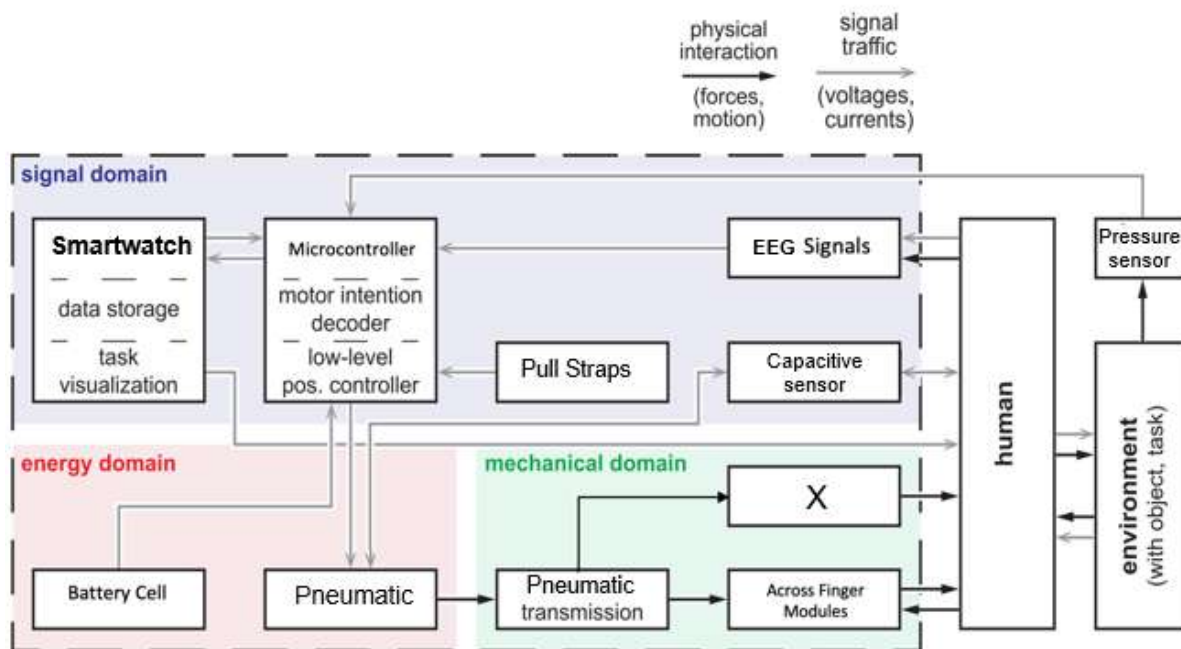 physical
interaction
(forces,
motion)
signal
traffic
(voltages,
currents)
signal domain
Smartwatch
data storage
task
visualization
Microcontroller
motor intention
decoder
low-level
pos. controller
EEG Signals
Pull Straps
Capacitive
sensor
human
Pressure
sensor
environment
(with object, task)
energy domain
Battery Cell
Pneumatic
mechanical domain
X
Pneumatic
transmission
Across Finger
Modules